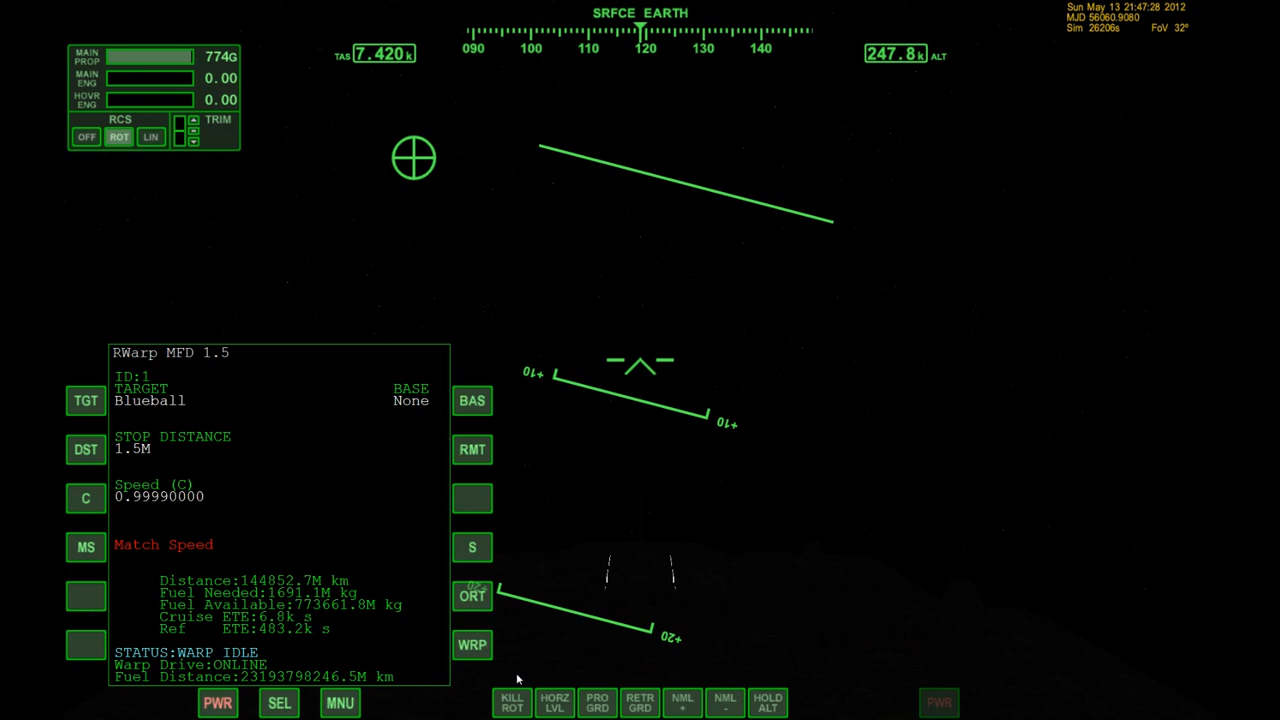 SRFCE EARTH
Sun May 13 21:47:28 2012
MJD 56060.9080
Sim 26206s FoV 32°
090 100 110 120 130 140
TAS 7.420k
247.8k ALT
MAIN PROP 774G
MAIN ENG 0.00
HOVR ENG 0.00
RCS TRIM
OFF ROT LIN
RWarp MFD 1.5
ID:1
TARGET BASE
TGT Blueball None BAS
STOP DISTANCE
DST 1.5M RMT
Speed (C)
C 0.99990000
MS Match Speed S
Distance:144852.7M km
Fuel Needed:1691.1M kg
Fuel Available:773661.8M kg
Cruise ETE:6.8k s
Ref ETE:483.2k s
ORT
STATUS:WARP IDLE
Warp Drive:ONLINE
Fuel Distance:23193798246.5M km
WRP
+10 +10
+20 +20
PWR SEL MNU
KILL ROT
HORZ LVL
PRO GRD
RETR GRD
NML +
NML -
HOLD ALT
PWR